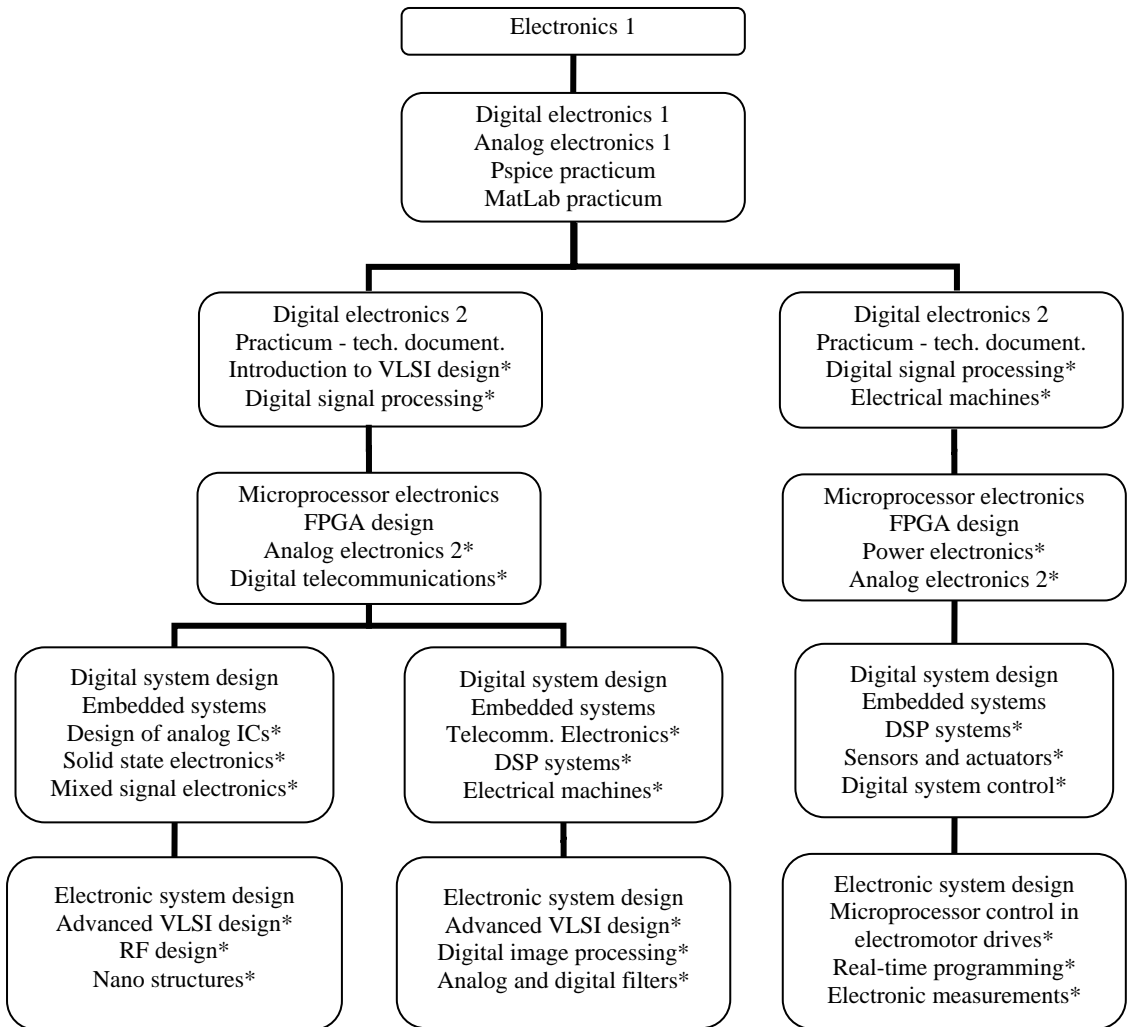 Electronics 1
Digital electronics 1
Analog electronics 1
Pspice practicum
MatLab practicum
Digital electronics 2
Practicum - tech. document.
Introduction to VLSI design*
Digital signal processing*
Digital electronics 2
Practicum - tech. document.
Digital signal processing*
Electrical machines*
Microprocessor electronics
FPGA design
Analog electronics 2*
Digital telecommunications*
Microprocessor electronics
FPGA design
Power electronics*
Analog electronics 2*
Digital system design
Embedded systems
Design of analog ICs*
Solid state electronics*
Mixed signal electronics*
Digital system design
Embedded systems
Telecomm. Electronics*
DSP systems*
Electrical machines*
Digital system design
Embedded systems
DSP systems*
Sensors and actuators*
Digital system control*
Electronic system design
Advanced VLSI design*
RF design*
Nano structures*
Electronic system design
Advanced VLSI design*
Digital image processing*
Analog and digital filters*
Electronic system design
Microprocessor control in
electromotor drives*
Real-time programming*
Electronic measurements*